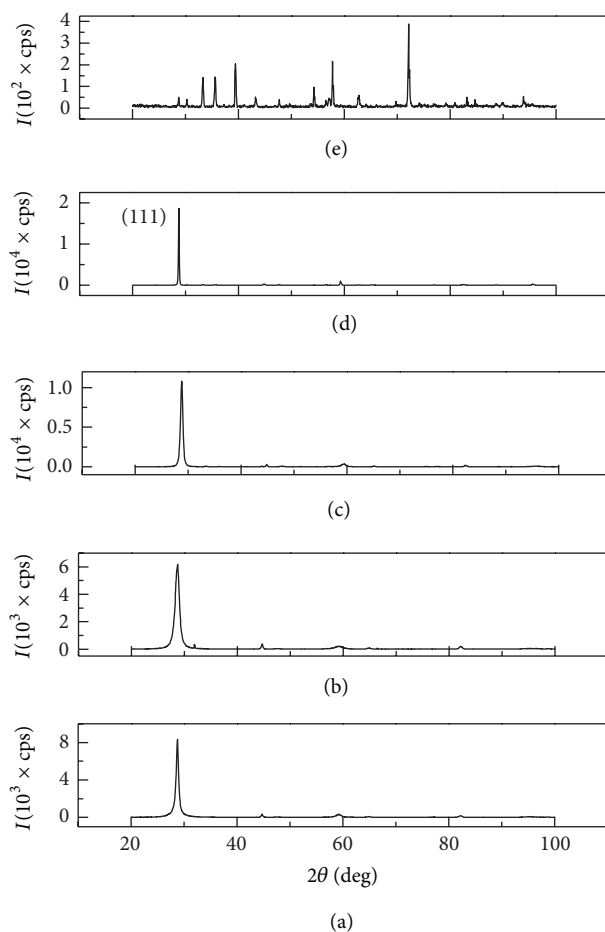 4
3
2
1
0
I(10² × cps)
(e)
2
1
0
I(10⁴ × cps)
(111)
(d)
1.0
0.5
0.0
I(10⁴ × cps)
(c)
6
4
2
0
I(10³ × cps)
(b)
8
4
0
I(10³ × cps)
20 40 60 80 100
2θ (deg)
(a)